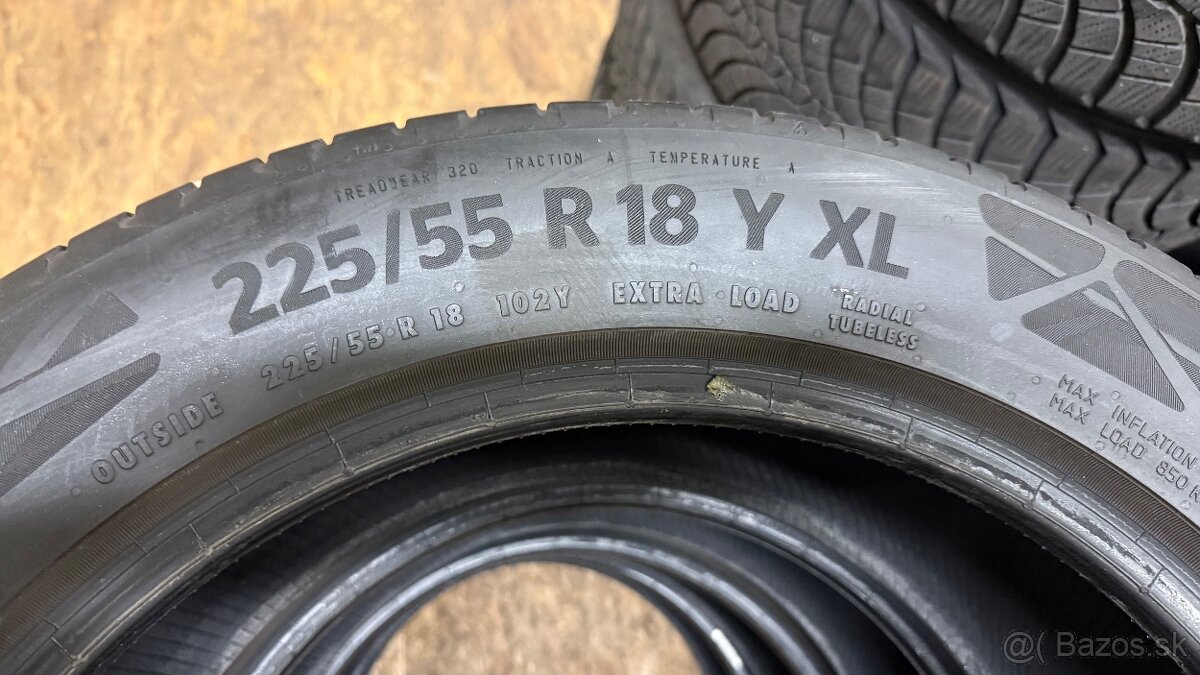 TREADWEAR 320 TRACTION A TEMPERATURE A
225/55 R 18 Y XL
225/55 R 18 102Y EXTRA LOAD RADIAL
TUBELESS
OUTSIDE
MAX INFLATION
MAX LOAD 850 K
@( Bazos.sk